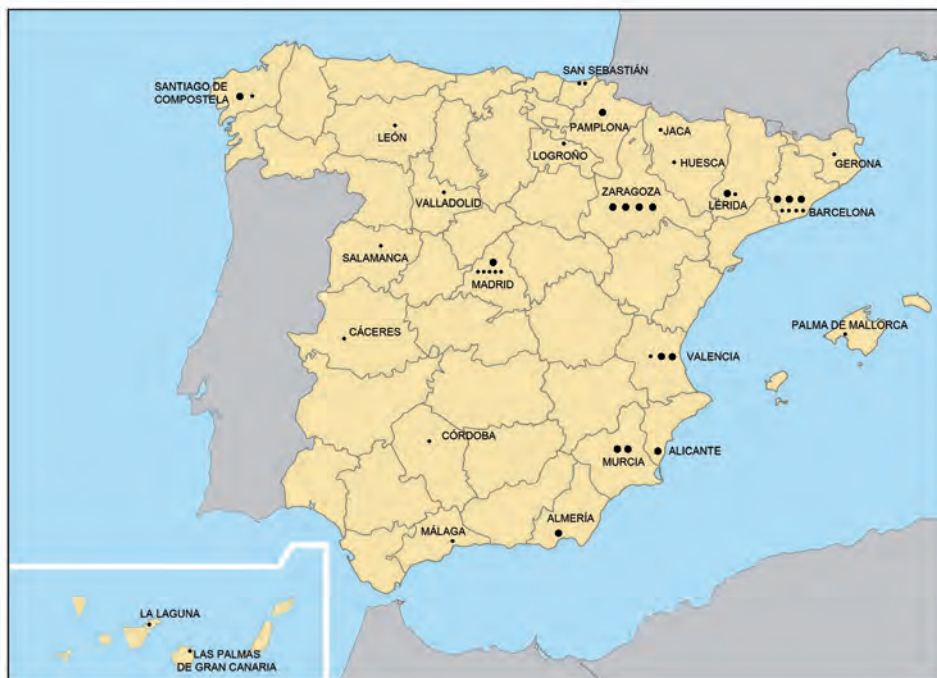 SAN SEBASTIÁN
SANTIAGO DE
COMPOSTELA
PAMPLONA
JACA
LEÓN
LOGROÑO
HUESCA
GERONA
ZARAGOZA
VALLADOLID
LÉRIDA
BARCELONA
SALAMANCA
MADRID
PALMA DE MALLORCA
CÁCERES
VALENCIA
CÓRDOBA
ALICANTE
MURCIA
ALMERÍA
MÁLAGA
LA LAGUNA
LAS PALMAS
DE GRAN CANARIA